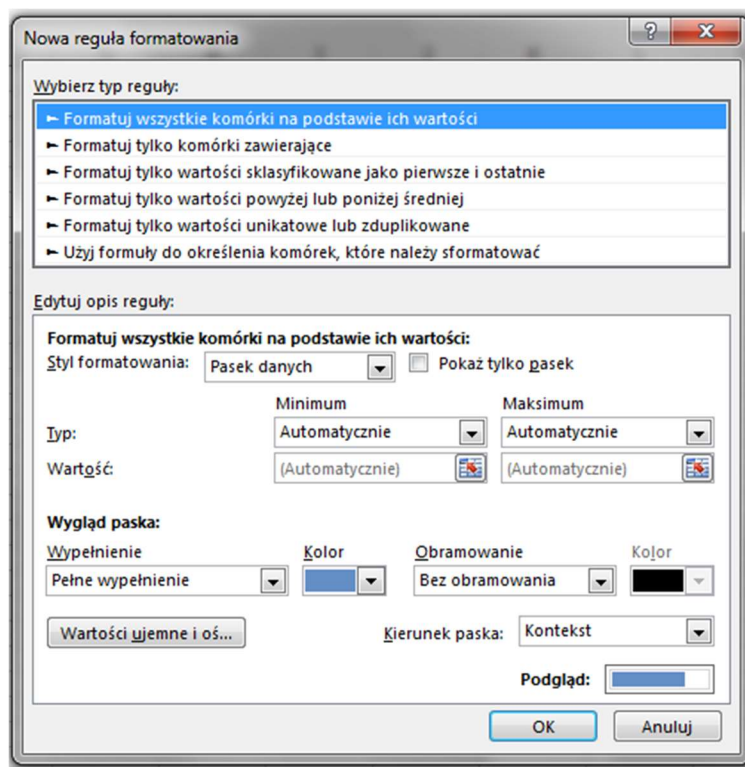 Nowa reguła formatowania
Wybierz typ reguły:
► Formatuj wszystkie komórki na podstawie ich wartości
► Formatuj tylko komórki zawierające
► Formatuj tylko wartości sklasyfikowane jako pierwsze i ostatnie
► Formatuj tylko wartości powyżej lub poniżej średniej
► Formatuj tylko wartości unikatowe lub zduplikowane
► Użyj formuły do określenia komórek, które należy sformatować
Edytuj opis reguły:
Formatuj wszystkie komórki na podstawie ich wartości:
Styl formatowania: Pasek danych Pokaż tylko pasek
Minimum Maksimum
Typ: Automatycznie Automatycznie
Wartość: (Automatycznie) (Automatycznie)
Wygląd paska:
Wypełnienie Kolor Obramowanie Kolor
Pełne wypełnienie Bez obramowania
Wartości ujemne i oś... Kierunek paska: Kontekst
Podgląd:
OK Anuluj